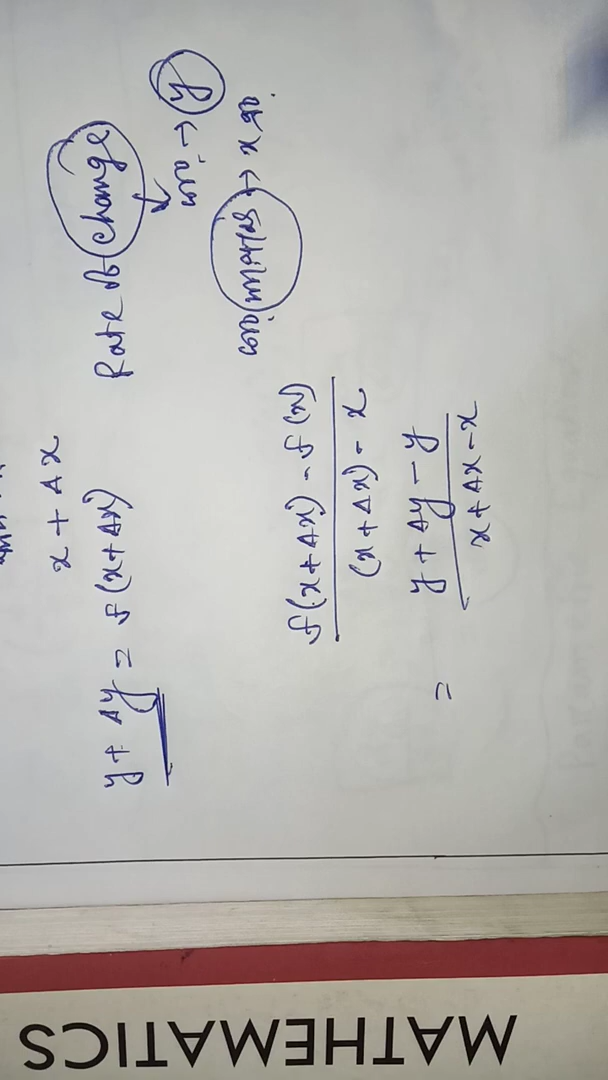 x + Δx
y + Δy = f(x+Δx)
Rate of change
→ y
→ x
f(x+Δx) - f(x)
(x+Δx) - x
= y + Δy - y
x + Δx - x
MATHEMATICS